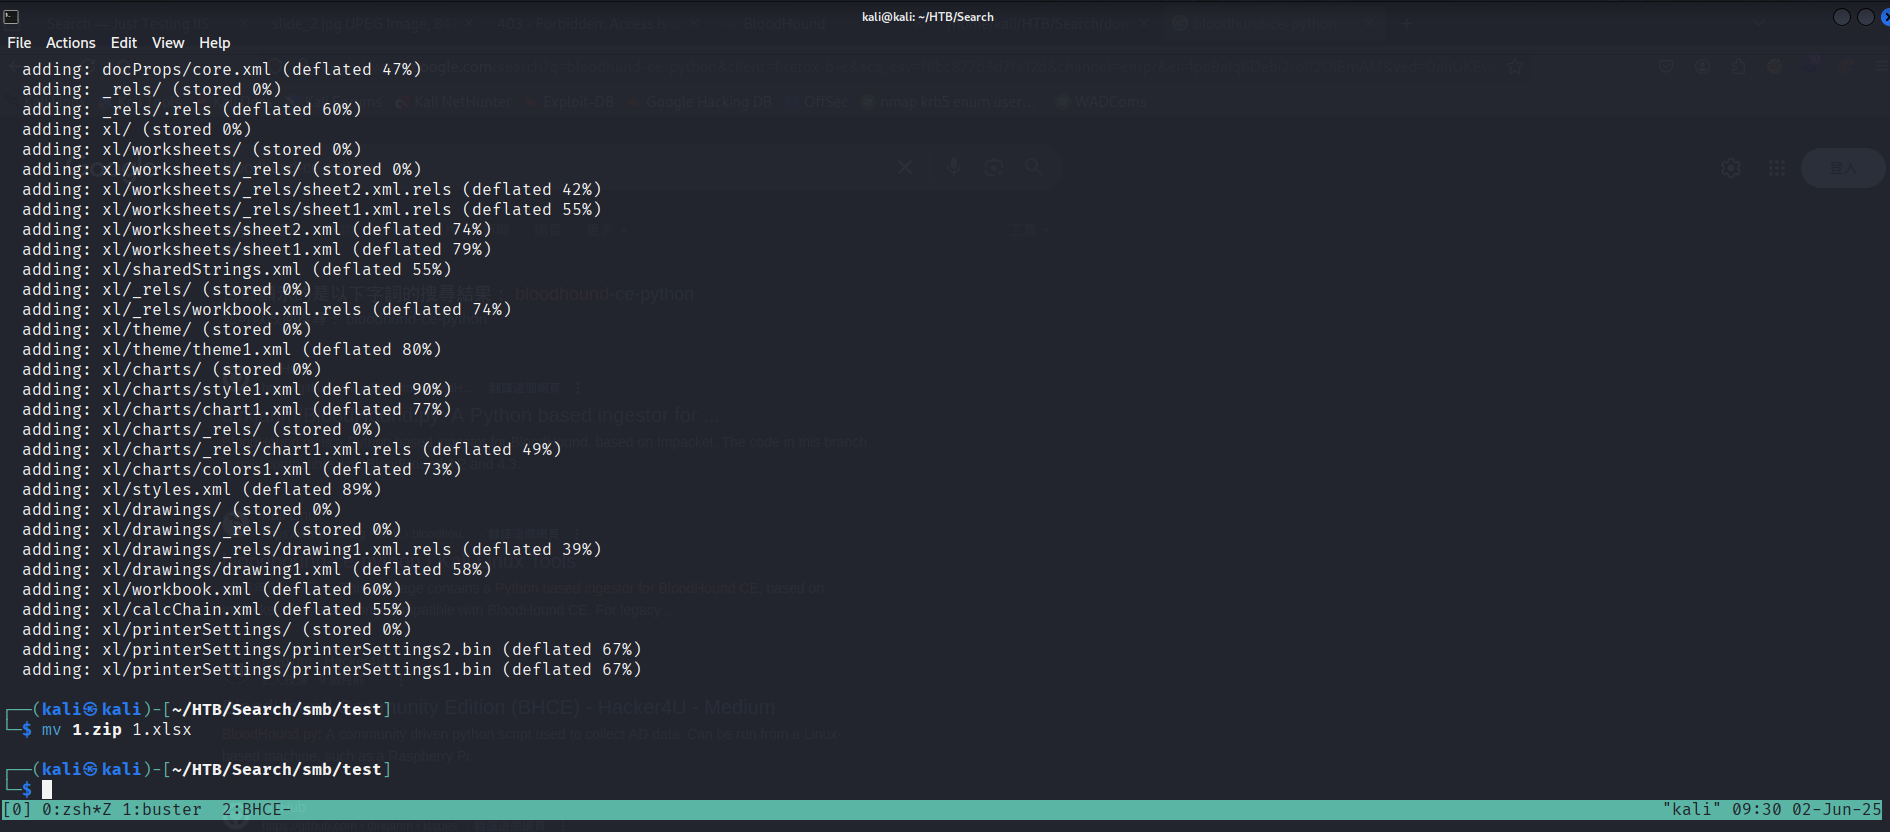 kali@kali: ~/HTB/Search
File Actions Edit View Help
adding: docProps/core.xml (deflated 47%)
adding: _rels/ (stored 0%)
adding: _rels/.rels (deflated 60%)
adding: xl/ (stored 0%)
adding: xl/worksheets/ (stored 0%)
adding: xl/worksheets/_rels/ (stored 0%)
adding: xl/worksheets/_rels/sheet2.xml.rels (deflated 42%)
adding: xl/worksheets/_rels/sheet1.xml.rels (deflated 55%)
adding: xl/worksheets/sheet2.xml (deflated 74%)
adding: xl/worksheets/sheet1.xml (deflated 79%)
adding: xl/sharedStrings.xml (deflated 55%)
adding: xl/_rels/ (stored 0%)
adding: xl/_rels/workbook.xml.rels (deflated 74%)
adding: xl/theme/ (stored 0%)
adding: xl/theme/theme1.xml (deflated 80%)
adding: xl/charts/ (stored 0%)
adding: xl/charts/style1.xml (deflated 90%)
adding: xl/charts/chart1.xml (deflated 77%)
adding: xl/charts/_rels/ (stored 0%)
adding: xl/charts/_rels/chart1.xml.rels (deflated 49%)
adding: xl/charts/colors1.xml (deflated 73%)
adding: xl/styles.xml (deflated 89%)
adding: xl/drawings/ (stored 0%)
adding: xl/drawings/_rels/ (stored 0%)
adding: xl/drawings/_rels/drawing1.xml.rels (deflated 39%)
adding: xl/drawings/drawing1.xml (deflated 58%)
adding: xl/workbook.xml (deflated 60%)
adding: xl/calcChain.xml (deflated 55%)
adding: xl/printerSettings/ (stored 0%)
adding: xl/printerSettings/printerSettings2.bin (deflated 67%)
adding: xl/printerSettings/printerSettings1.bin (deflated 67%)
┌──(kali㉿kali)-[~/HTB/Search/smb/test]
└─$ mv 1.zip 1.xlsx
┌──(kali㉿kali)-[~/HTB/Search/smb/test]
└─$
[0] 0:zsh*Z 1:buster 2:BHCE- "kali" 09:30 02-Jun-25